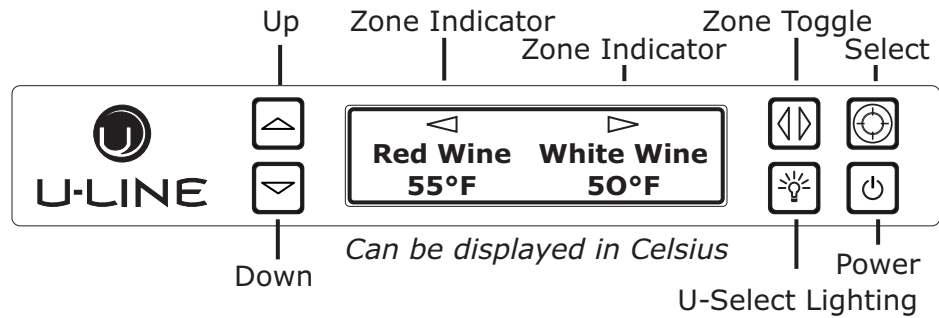 Up Zone Indicator Zone Toggle
Zone Indicator Select
U
U-LINE
Red Wine White Wine
55°F 5O°F
Can be displayed in Celsius
Down Power
U-Select Lighting